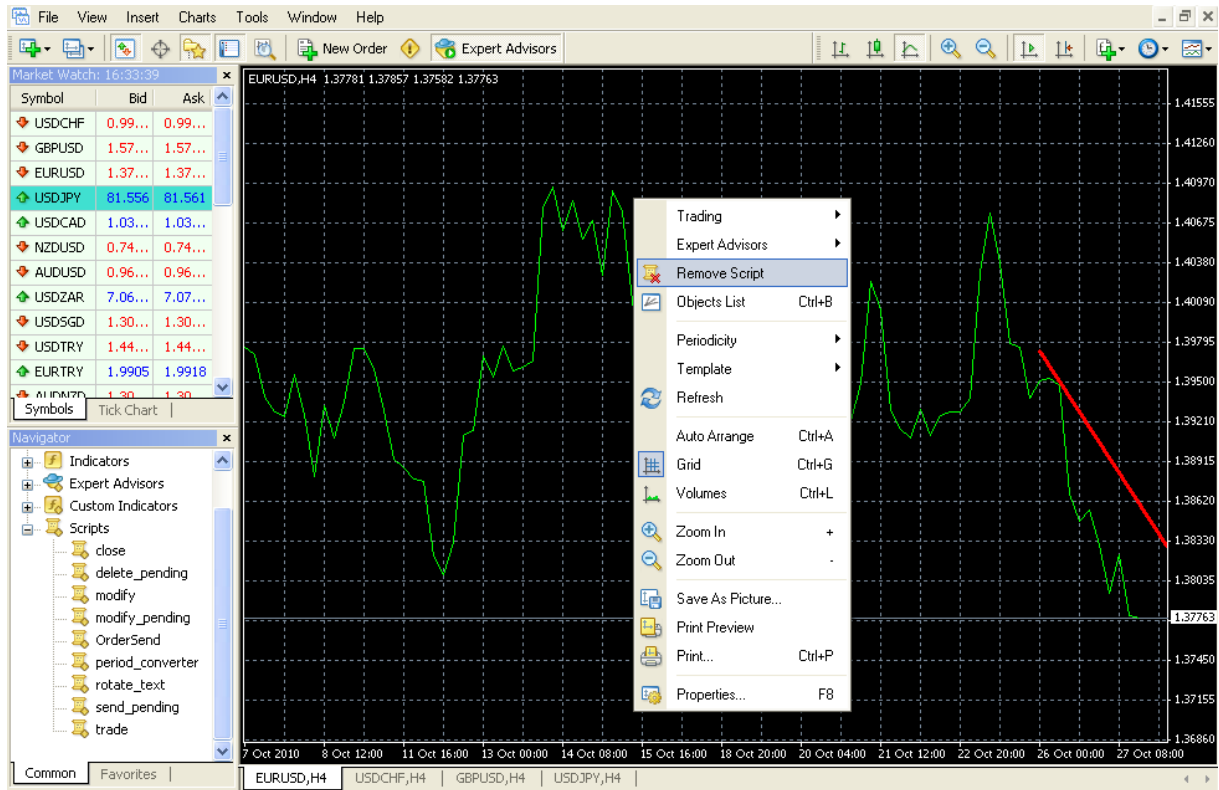 File View Insert Charts Tools Window Help
New Order Expert Advisors
Market Watch: 16:33:39
Symbol Bid Ask
USDCHF 0.99... 0.99...
GBPUSD 1.57... 1.57...
EURUSD 1.37... 1.37...
USDJPY 81.556 81.561
USDCAD 1.03... 1.03...
NZDUSD 0.74... 0.74...
AUDUSD 0.96... 0.96...
USDZAR 7.06... 7.07...
USDSGD 1.30... 1.30...
USDTRY 1.44... 1.44...
EURTRY 1.9905 1.9918
AUDNZD 1.30 1.30
Symbols Tick Chart
Navigator
Indicators
Expert Advisors
Custom Indicators
Scripts
close
delete_pending
modify
modify_pending
OrderSend
period_converter
rotate_text
send_pending
trade
Common Favorites
EURUSD,H4 1.37781 1.37857 1.37582 1.37763
Trading
Expert Advisors
Remove Script
Objects List Ctrl+B
Periodicity
Template
Refresh
Auto Arrange Ctrl+A
Grid Ctrl+G
Volumes Ctrl+L
Zoom In +
Zoom Out -
Save As Picture...
Print Preview
Print... Ctrl+P
Properties... F8
1.41555
1.41260
1.40970
1.40675
1.40380
1.40090
1.39795
1.39500
1.39210
1.38915
1.38620
1.38330
1.38035
1.37763
1.37450
1.37155
1.36860
7 Oct 2010 8 Oct 12:00 11 Oct 16:00 13 Oct 00:00 14 Oct 08:00 15 Oct 16:00 18 Oct 20:00 20 Oct 04:00 21 Oct 12:00 22 Oct 20:00 26 Oct 00:00 27 Oct 08:00
EURUSD,H4 USDCHF,H4 GBPUSD,H4 USDJPY,H4